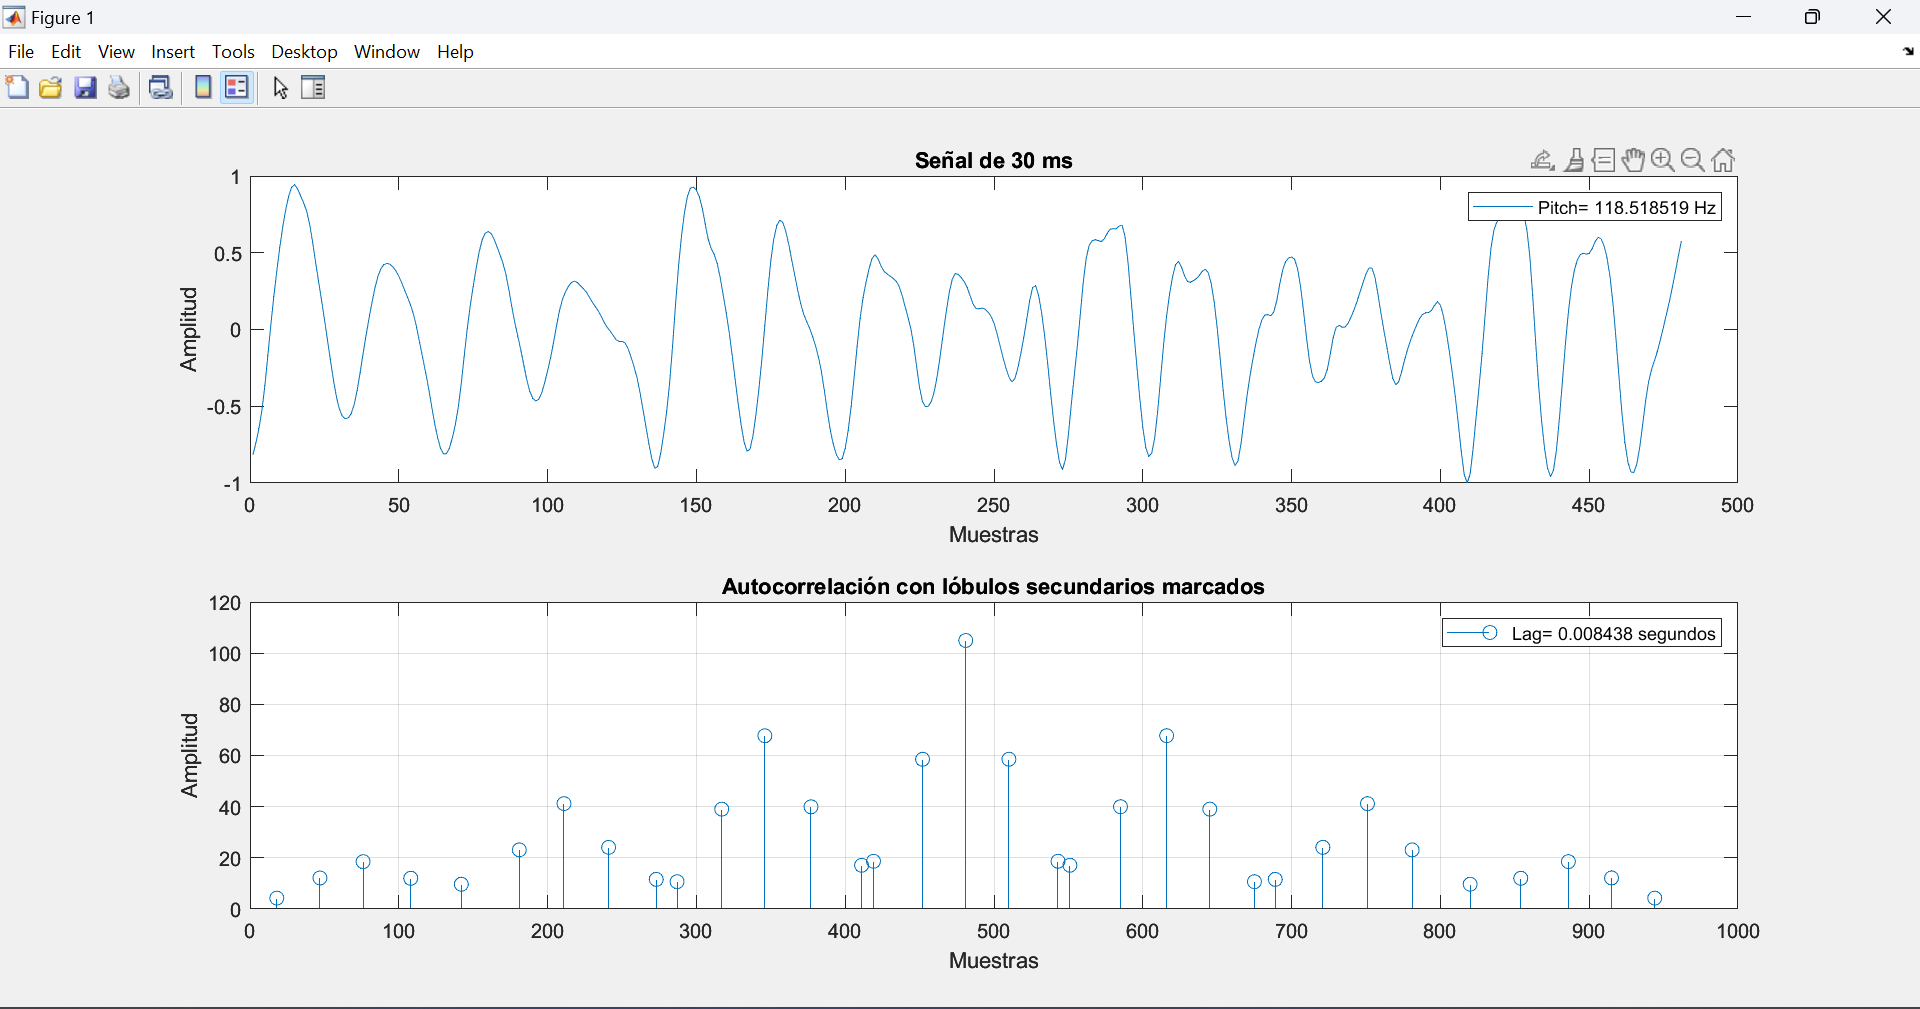 Figure 1
File Edit View Insert Tools Desktop Window Help
Señal de 30 ms
Pitch= 118.518519 Hz
1
0.5
0
-0.5
-1
Amplitud
0 50 100 150 200 250 300 350 400 450 500
Muestras
Autocorrelación con lóbulos secundarios marcados
Lag= 0.008438 segundos
120
100
80
60
40
20
0
Amplitud
0 100 200 300 400 500 600 700 800 900 1000
Muestras